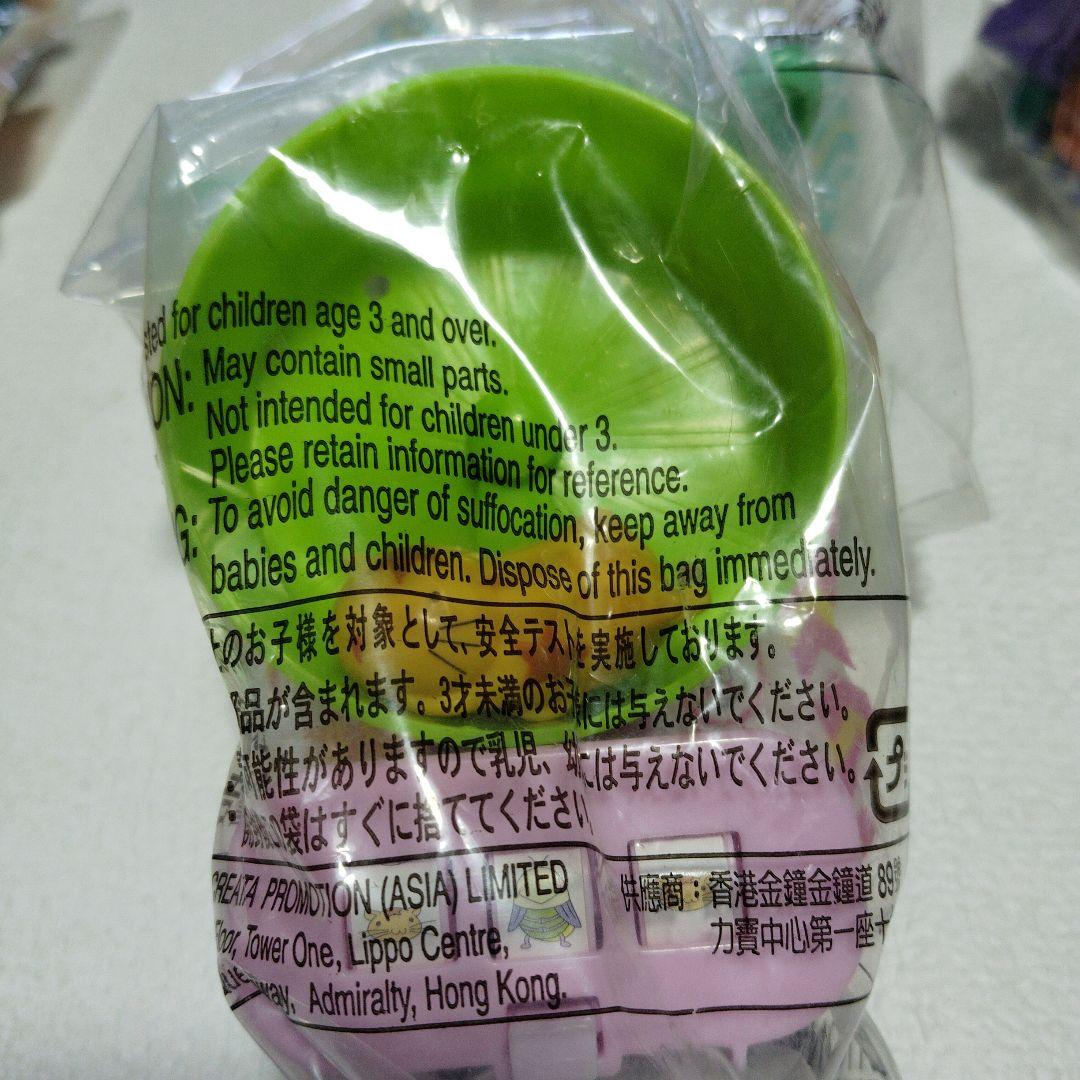 for children age 3 and over.
May contain small parts.
Not intended for children under 3.
Please retain information for reference.
To avoid danger of suffocation, keep away from
babies and children. Dispose of this bag immediately.
のお子様を対象として、安全テストを実施しております。
品が含まれます。3才未満のお子様には与えないでください。
可能性がありますので乳児、幼児には与えないでください。
袋はすぐに捨ててください
CREATA PROMOTION (ASIA) LIMITED
Floor, Tower One, Lippo Centre,
Admiralty, Hong Kong.
供應商：香港金鐘金鐘道 89號
力寶中心第一座